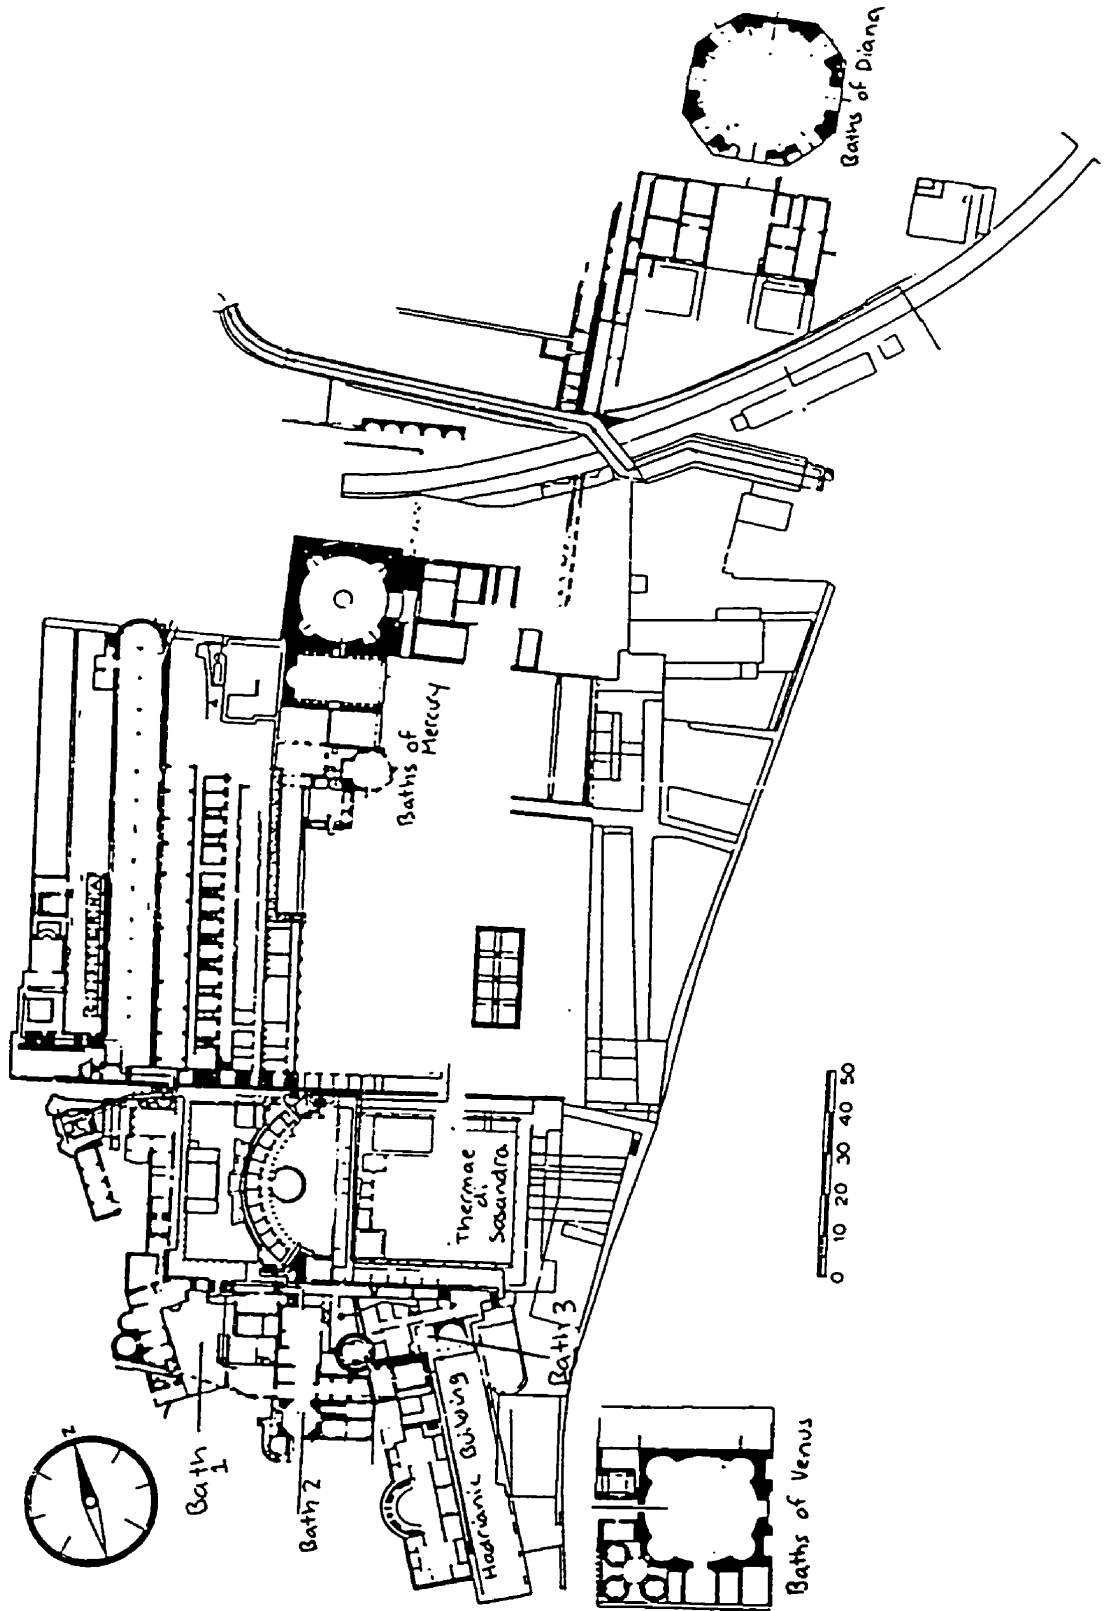 Baths of Diana
Baths of
Mercury
Thermae
di
Sosandra
50
40
30
20
10
0
Bath 3
N
Bath
1
Bath 2
Hadrianic Building
Baths of Venus